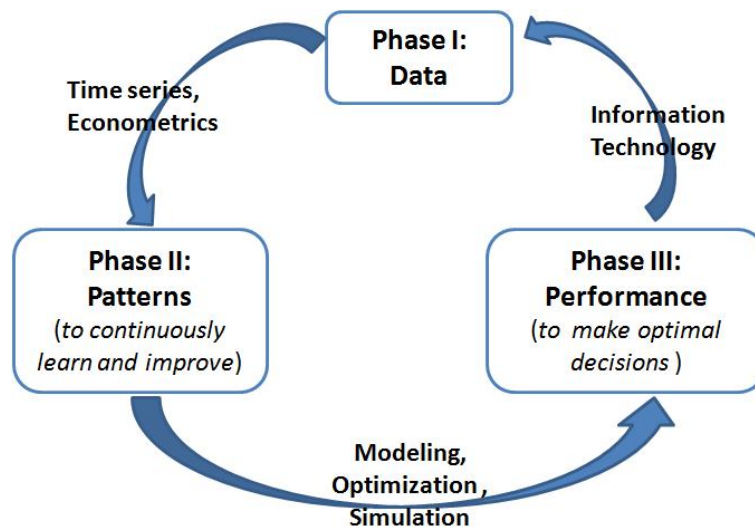 Phase I:
Data
Time series,
Econometrics
Information
Technology
Phase II:
Patterns
(to continuously
learn and improve)
Phase III:
Performance
(to make optimal
decisions )
Modeling,
Optimization ,
Simulation